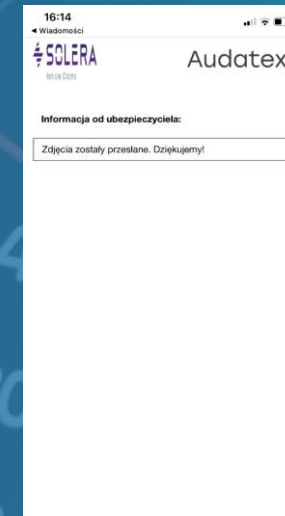 16:14
◄ Wiadomości
SOLERA
Audatex
Informacja od ubezpieczyciela:
Zdjęcia zostały przesłane. Dziękujemy!